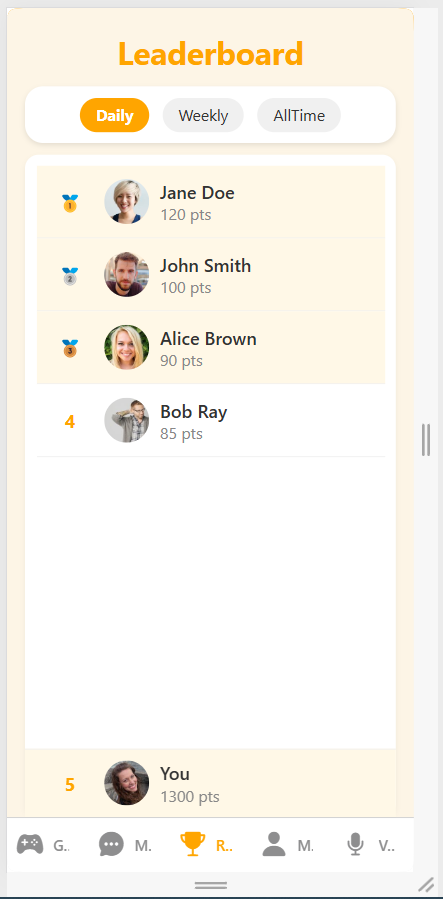 Leaderboard
Daily Weekly AllTime
1 Jane Doe
120 pts
2 John Smith
100 pts
3 Alice Brown
90 pts
4 Bob Ray
85 pts
5 You
1300 pts
G.. M. R.. M. V..